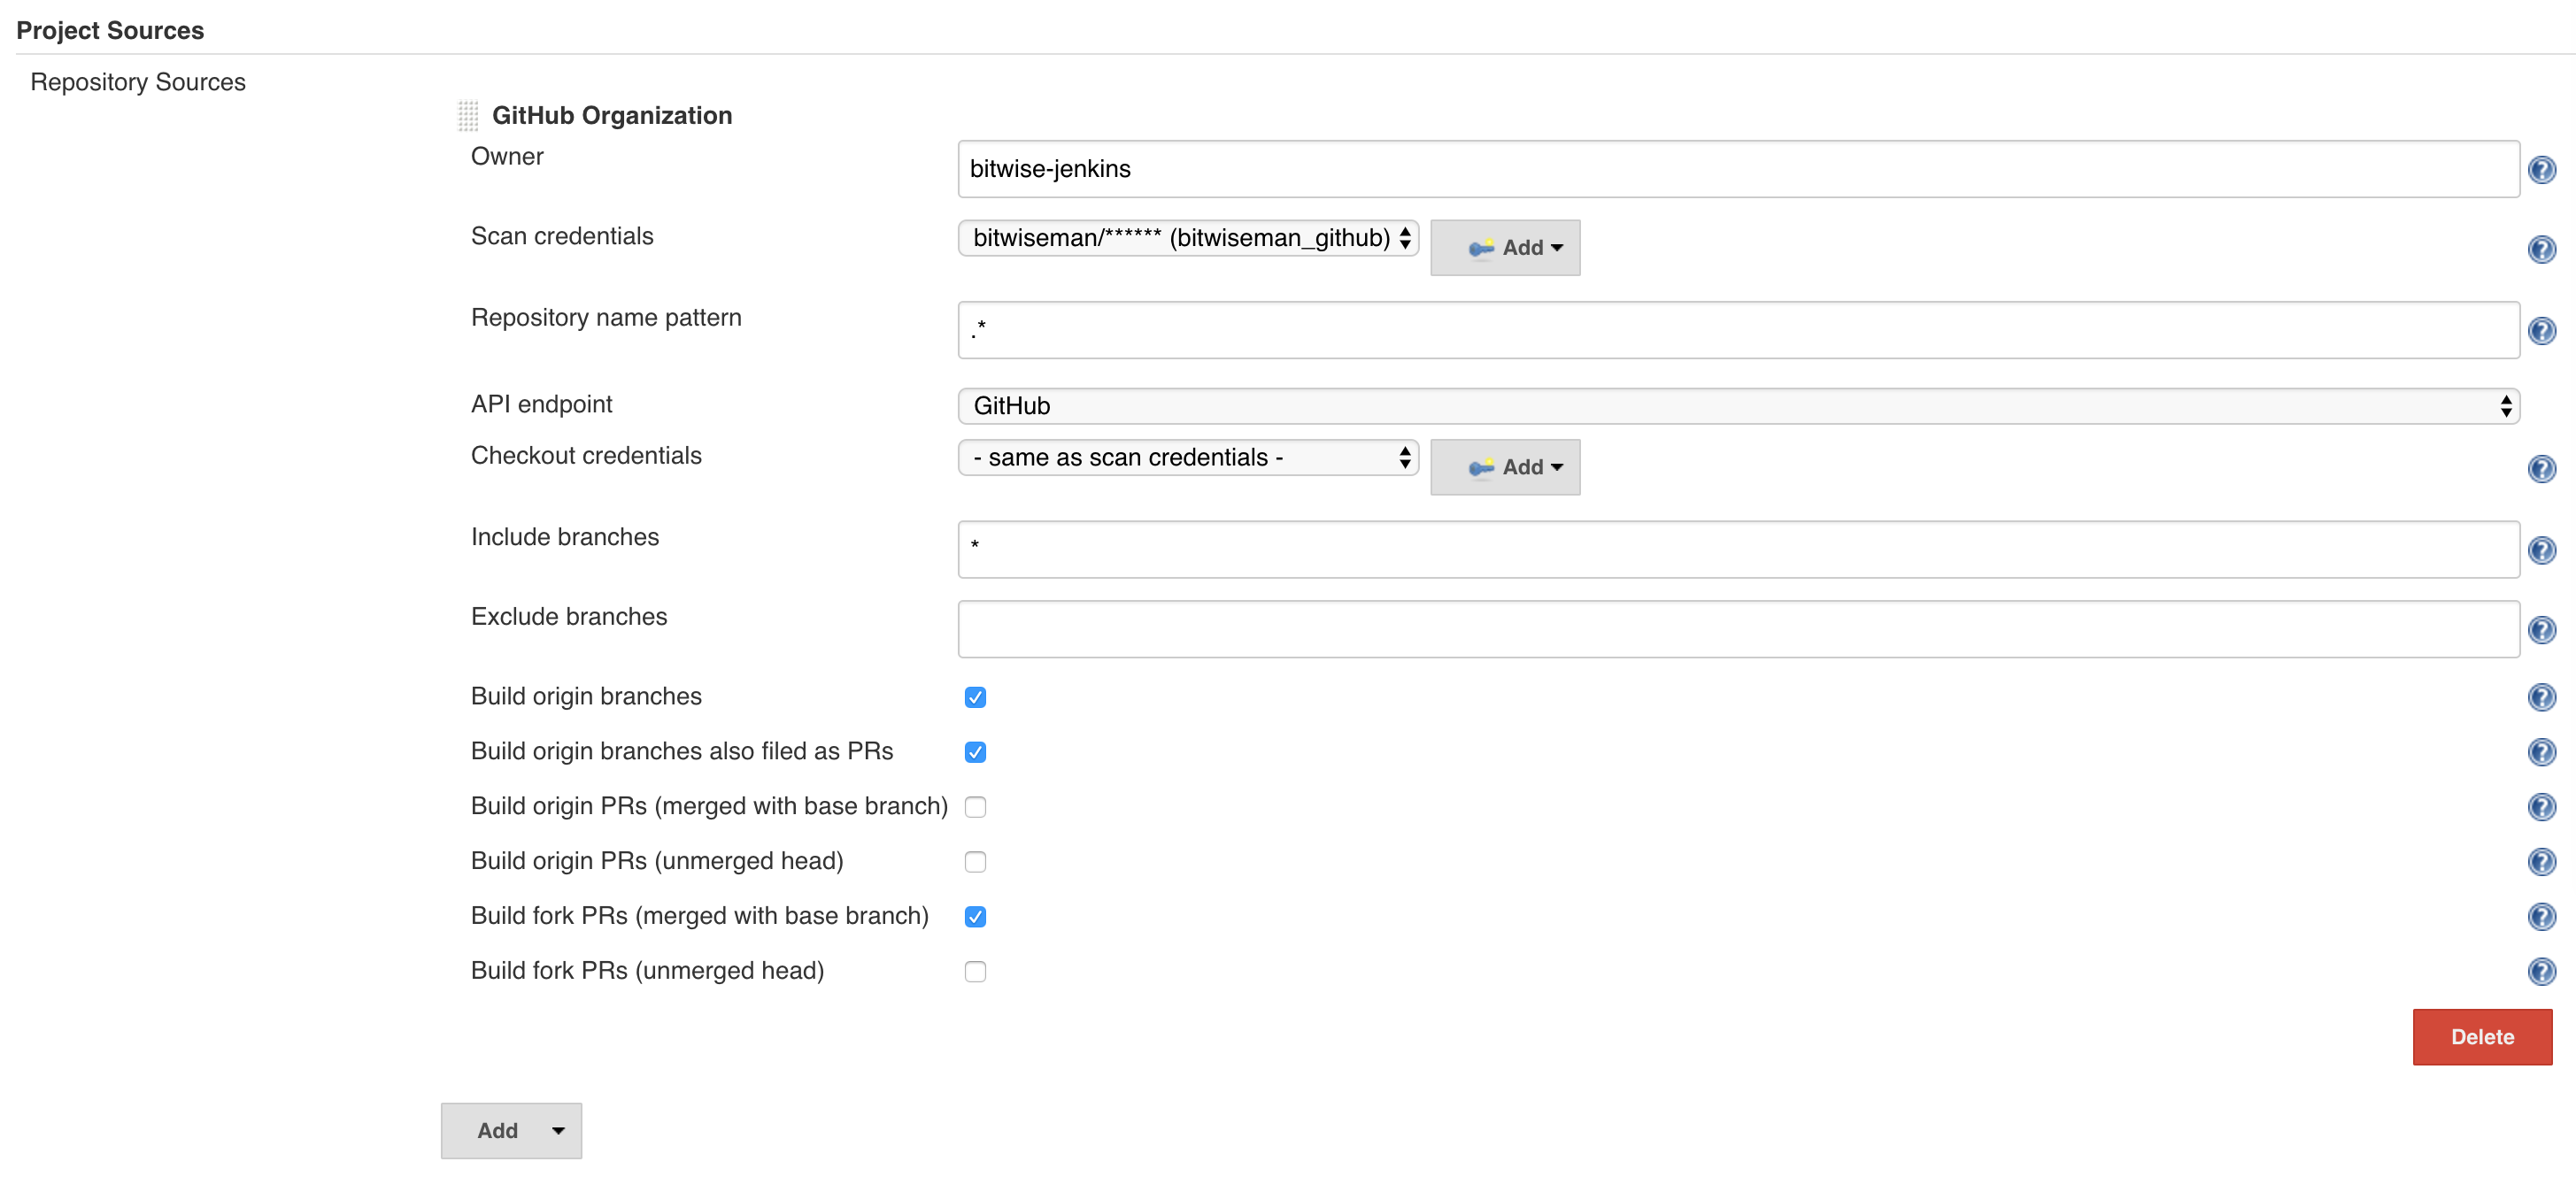 Project Sources
Repository Sources
GitHub Organization
Owner
bitwise-jenkins
Scan credentials
bitwiseman/****** (bitwiseman_github)
Add
Repository name pattern
.*
API endpoint
GitHub
Checkout credentials
- same as scan credentials -
Add
Include branches
*
Exclude branches
Build origin branches
Build origin branches also filed as PRs
Build origin PRs (merged with base branch)
Build origin PRs (unmerged head)
Build fork PRs (merged with base branch)
Build fork PRs (unmerged head)
Delete
Add